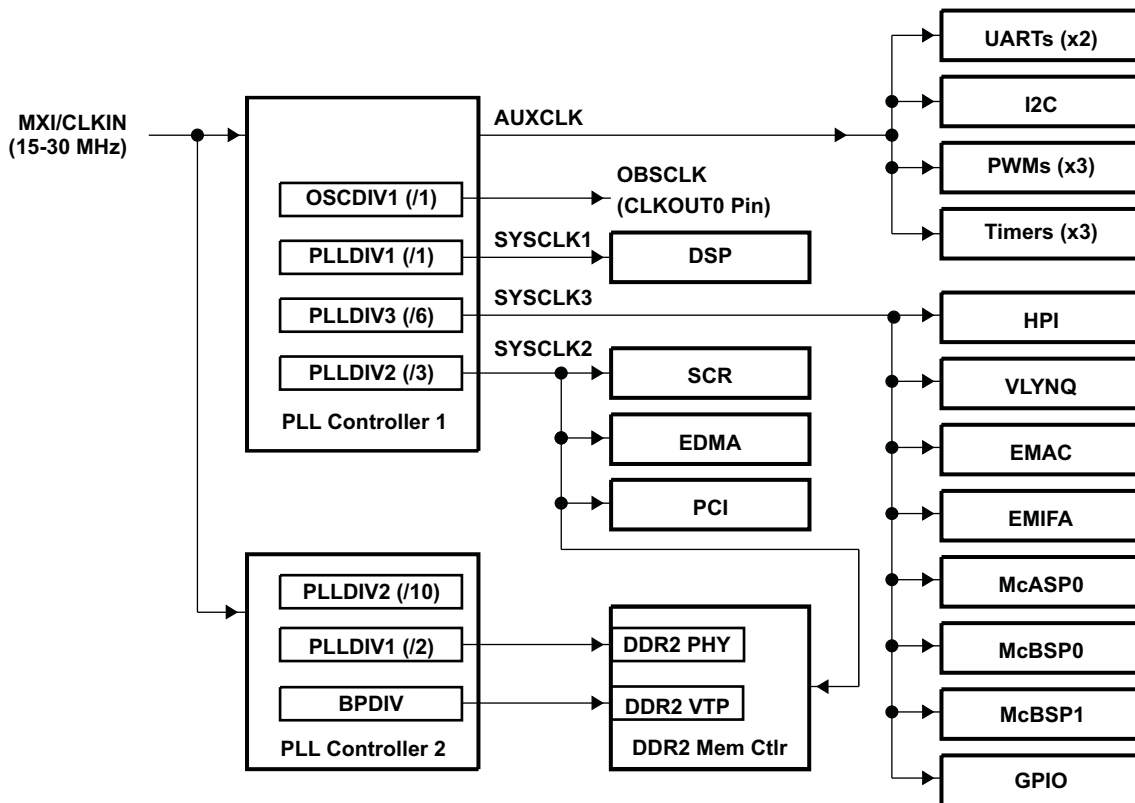 MXI/CLKIN
(15-30 MHz)
AUXCLK
OSCDIV1 (/1)
OBSCLK
(CLKOUT0 Pin)
PLLDIV1 (/1)
SYSCLK1
DSP
PLLDIV3 (/6)
SYSCLK3
PLLDIV2 (/3)
SYSCLK2
SCR
PLL Controller 1
EDMA
PCI
UARTs (x2)
I2C
PWMs (x3)
Timers (x3)
HPI
VLYNQ
EMAC
EMIFA
McASP0
McBSP0
McBSP1
GPIO
PLLDIV2 (/10)
PLLDIV1 (/2)
BPDIV
PLL Controller 2
DDR2 PHY
DDR2 VTP
DDR2 Mem Ctlr